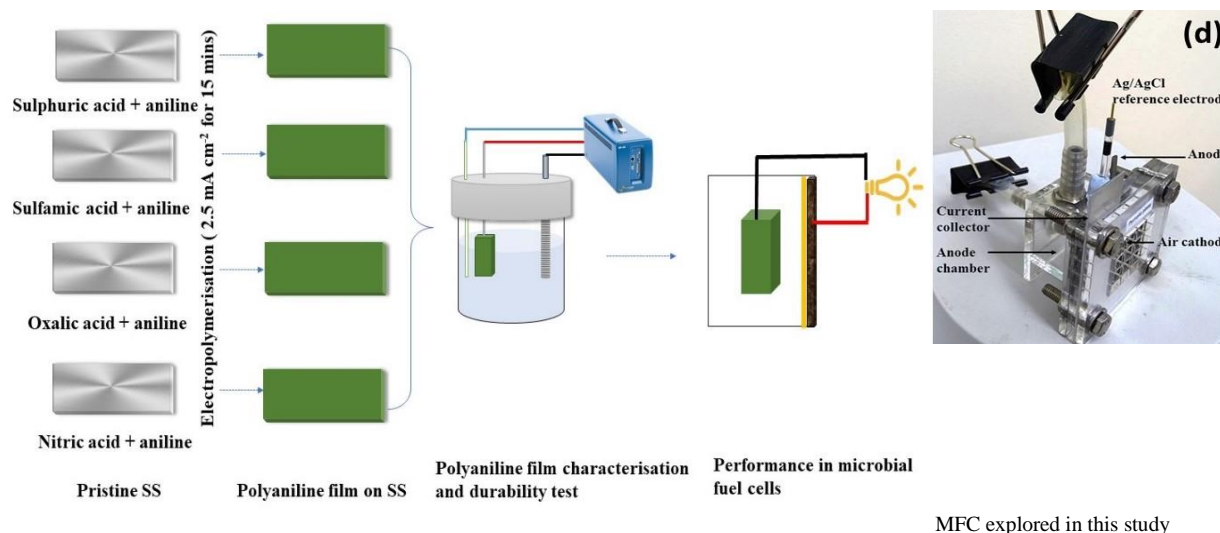 Sulphuric acid + aniline
Sulfamic acid + aniline
Oxalic acid + aniline
Nitric acid + aniline
Pristine SS
Electropolymerisation ( 2.5 mA cm⁻² for 15 mins)
Polyaniline film on SS
Polyaniline film characterisation
and durability test
Performance in microbial
fuel cells
(d)
Ag/AgCl
reference electrod
Anod
Current
collector
Anode
chamber
Air cathod
MFC explored in this study